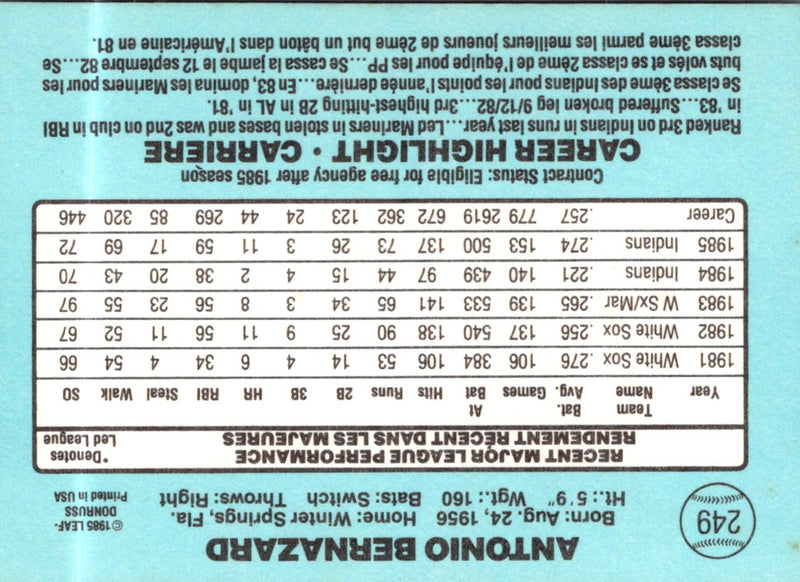 249
ANTONIO BERNAZARD
Born: Aug. 24, 1956 Home: Winter Springs, Fla.
Ht.: 5'9" Wgt.: 160 Bats: Switch Throws: Right
© 1985 LEAF-
DONRUSS
Printed in USA
RECENT MAJOR LEAGUE PERFORMANCE
RENDEMENT RÉCENT DANS LES MAJEURES
*Denotes
Led League
Year Team Name Bat. Avg. Games At Bat Hits Runs 2B 3B HR RBI Steal Walk SO
1981 White Sox .276 106 384 106 53 14 4 6 34 4 54 66
1982 White Sox .256 137 540 138 90 25 9 11 56 11 52 67
1983 W Sx/Mar .265 139 533 141 65 34 3 8 56 23 55 97
1984 Indians .221 140 439 97 44 15 4 2 38 20 43 70
1985 Indians .274 153 500 137 73 26 3 11 59 17 69 72
Career .257 779 2619 672 362 123 24 44 269 85 320 446
Contract Status: Eligible for free agency after 1985 season
CAREER HIGHLIGHT • CARRIERE
Ranked 3rd on Indians in runs last year...Led Mariners in stolen bases and was 2nd on club in RBI
in '83...Suffered broken leg 9/12/82...3rd highest-hitting 2B in AL in '81.
Se classa 3ème des Indians pour les points l'année dernière...En 83, domina les Mariners pour les
buts volés et se classa 2ème de l'équipe pour les PP...Se cassa la jambe le 12 septembre 82...Se
classa 3ème parmi les meilleurs joueurs de 2ème but un bâton dans l'Américaine en 81.